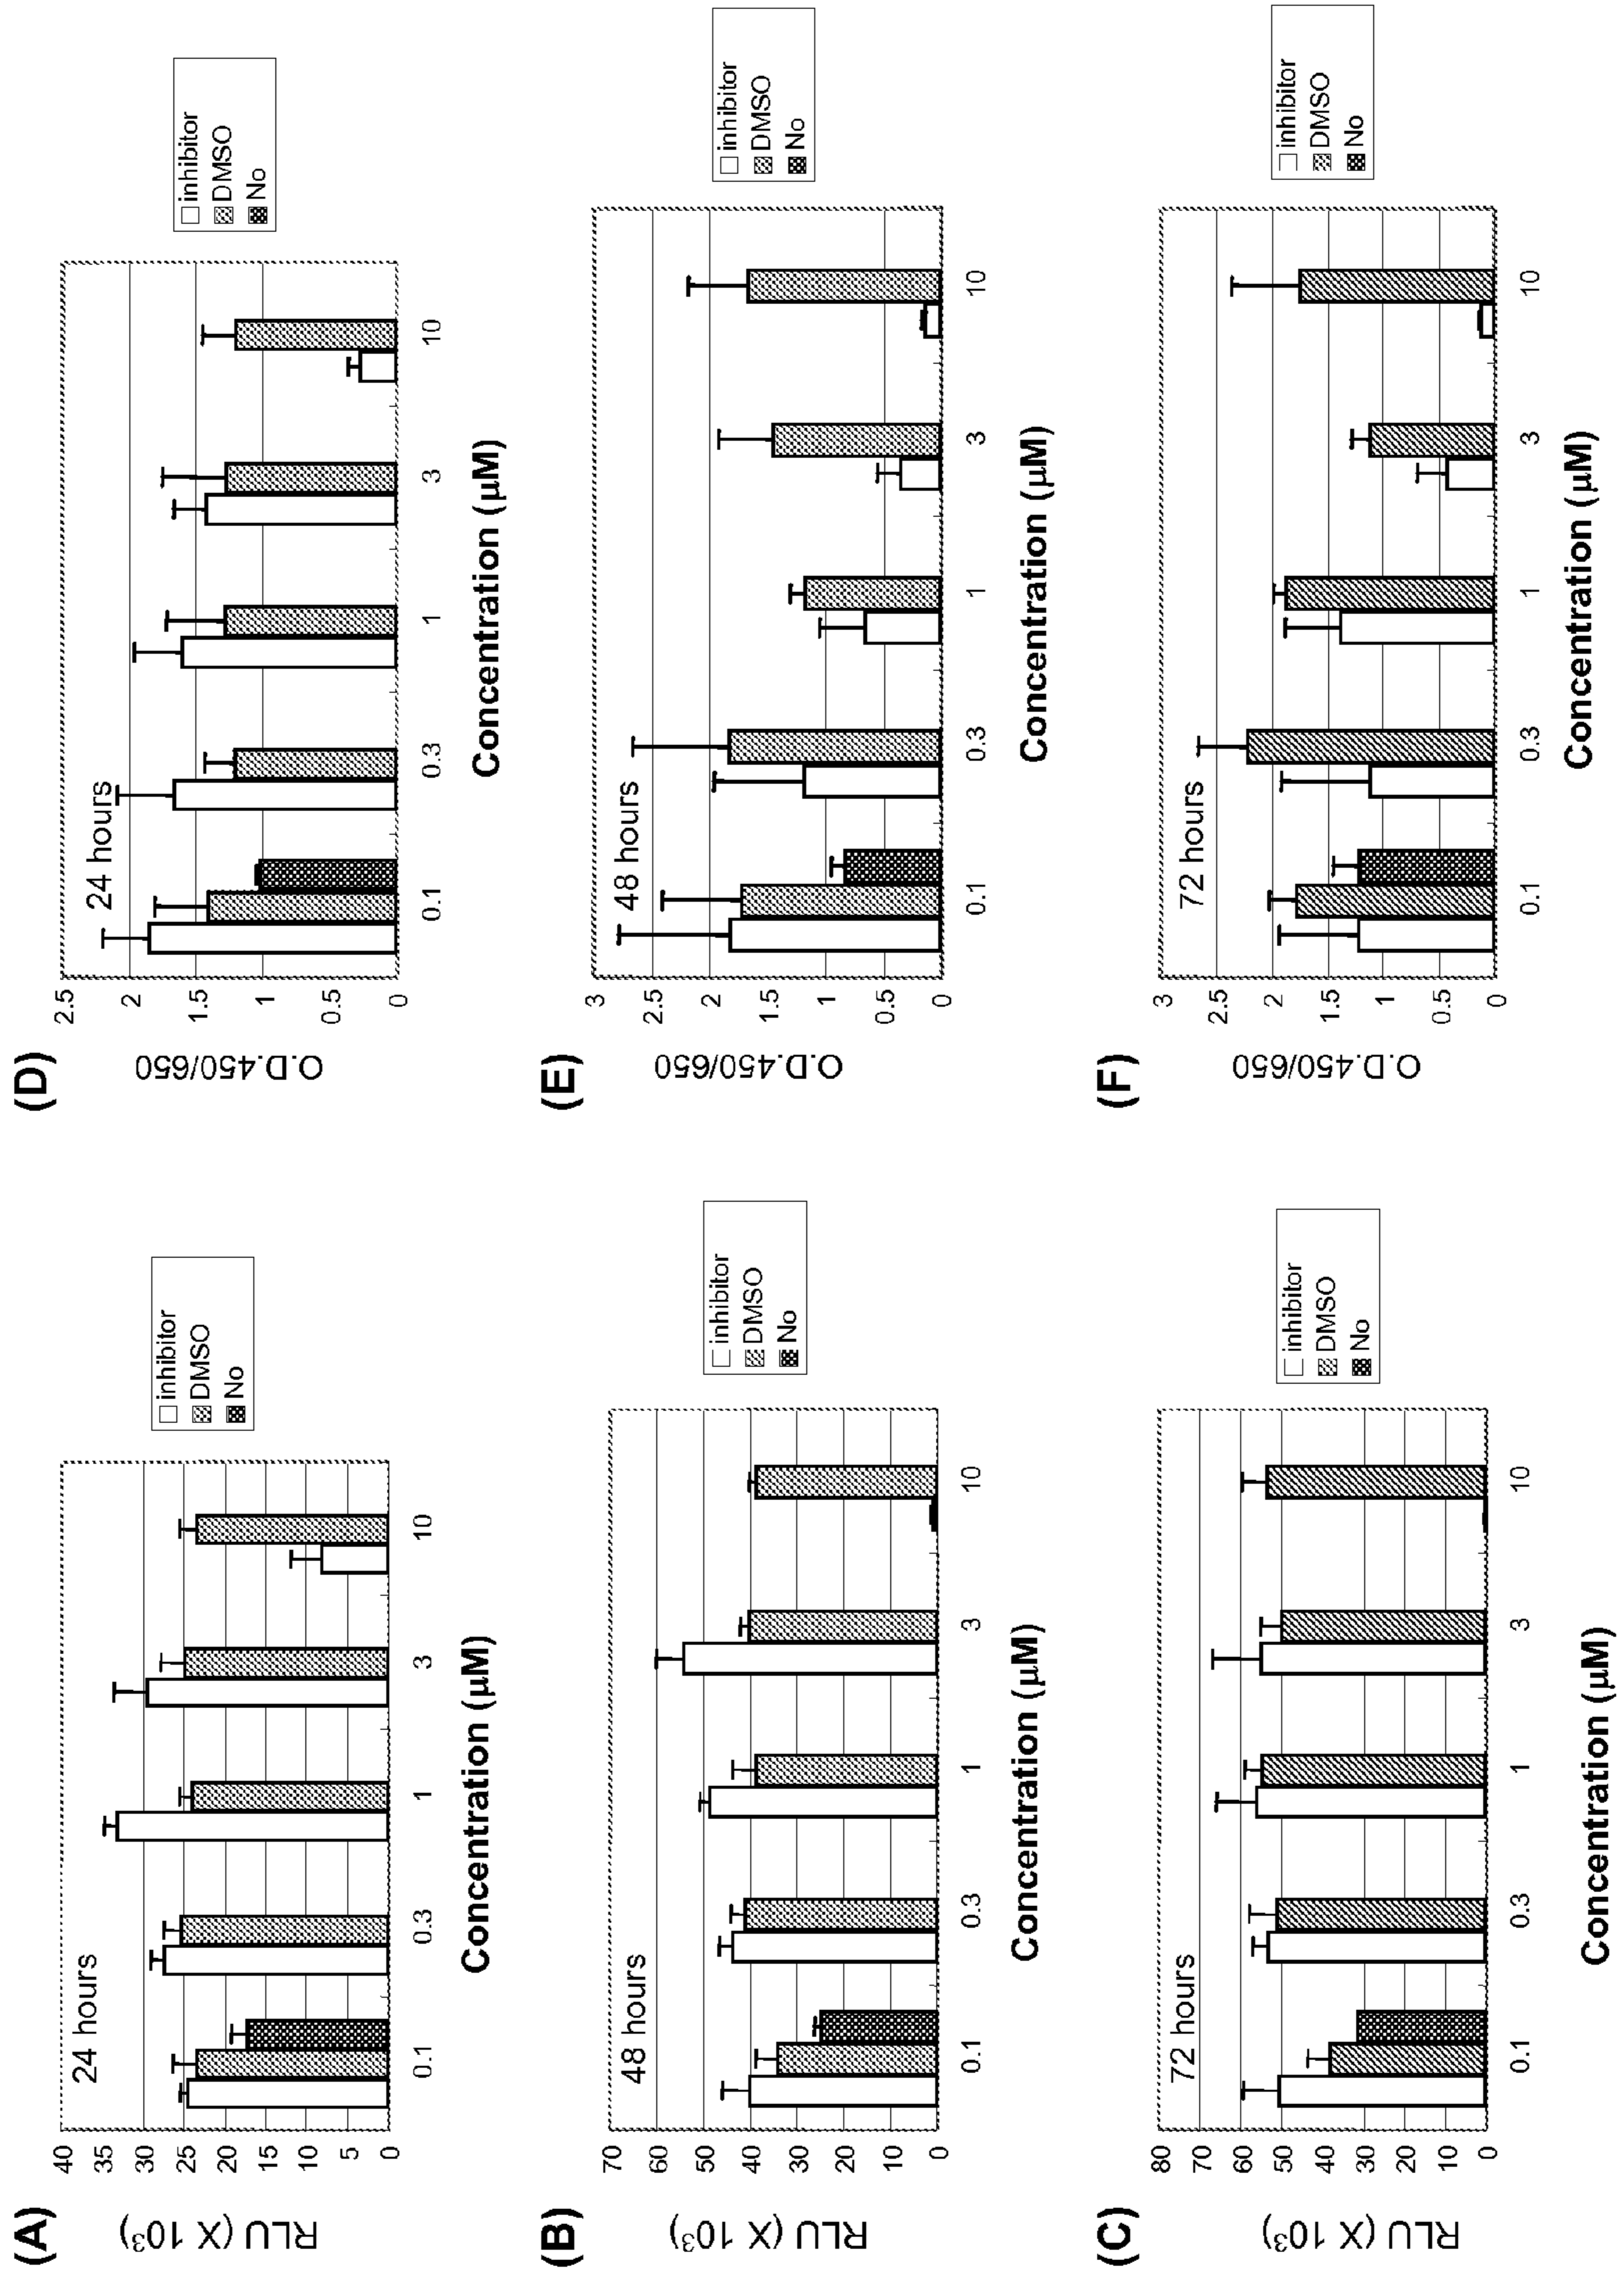 (A)
24 hours
RLU (X 10³)
40
35
30
25
20
15
10
5
0
0.1 0.3 1 3 10
Concentration (µM)
inhibitor
DMSO
No
(D)
24 hours
O.D.450/650
2.5
2
1.5
1
0.5
0
0.1 0.3 1 3 10
Concentration (µM)
inhibitor
DMSO
No
(B)
48 hours
RLU (X 10³)
70
60
50
40
30
20
10
0
0.1 0.3 1 3 10
Concentration (µM)
inhibitor
DMSO
No
(E)
48 hours
O.D.450/650
3
2.5
2
1.5
1
0.5
0
0.1 0.3 1 3 10
Concentration (µM)
inhibitor
DMSO
No
(C)
72 hours
RLU (X 10³)
80
70
60
50
40
30
20
10
0
0.1 0.3 1 3 10
Concentration (µM)
inhibitor
DMSO
No
(F)
72 hours
O.D.450/650
3
2.5
2
1.5
1
0.5
0
0.1 0.3 1 3 10
Concentration (µM)
inhibitor
DMSO
No